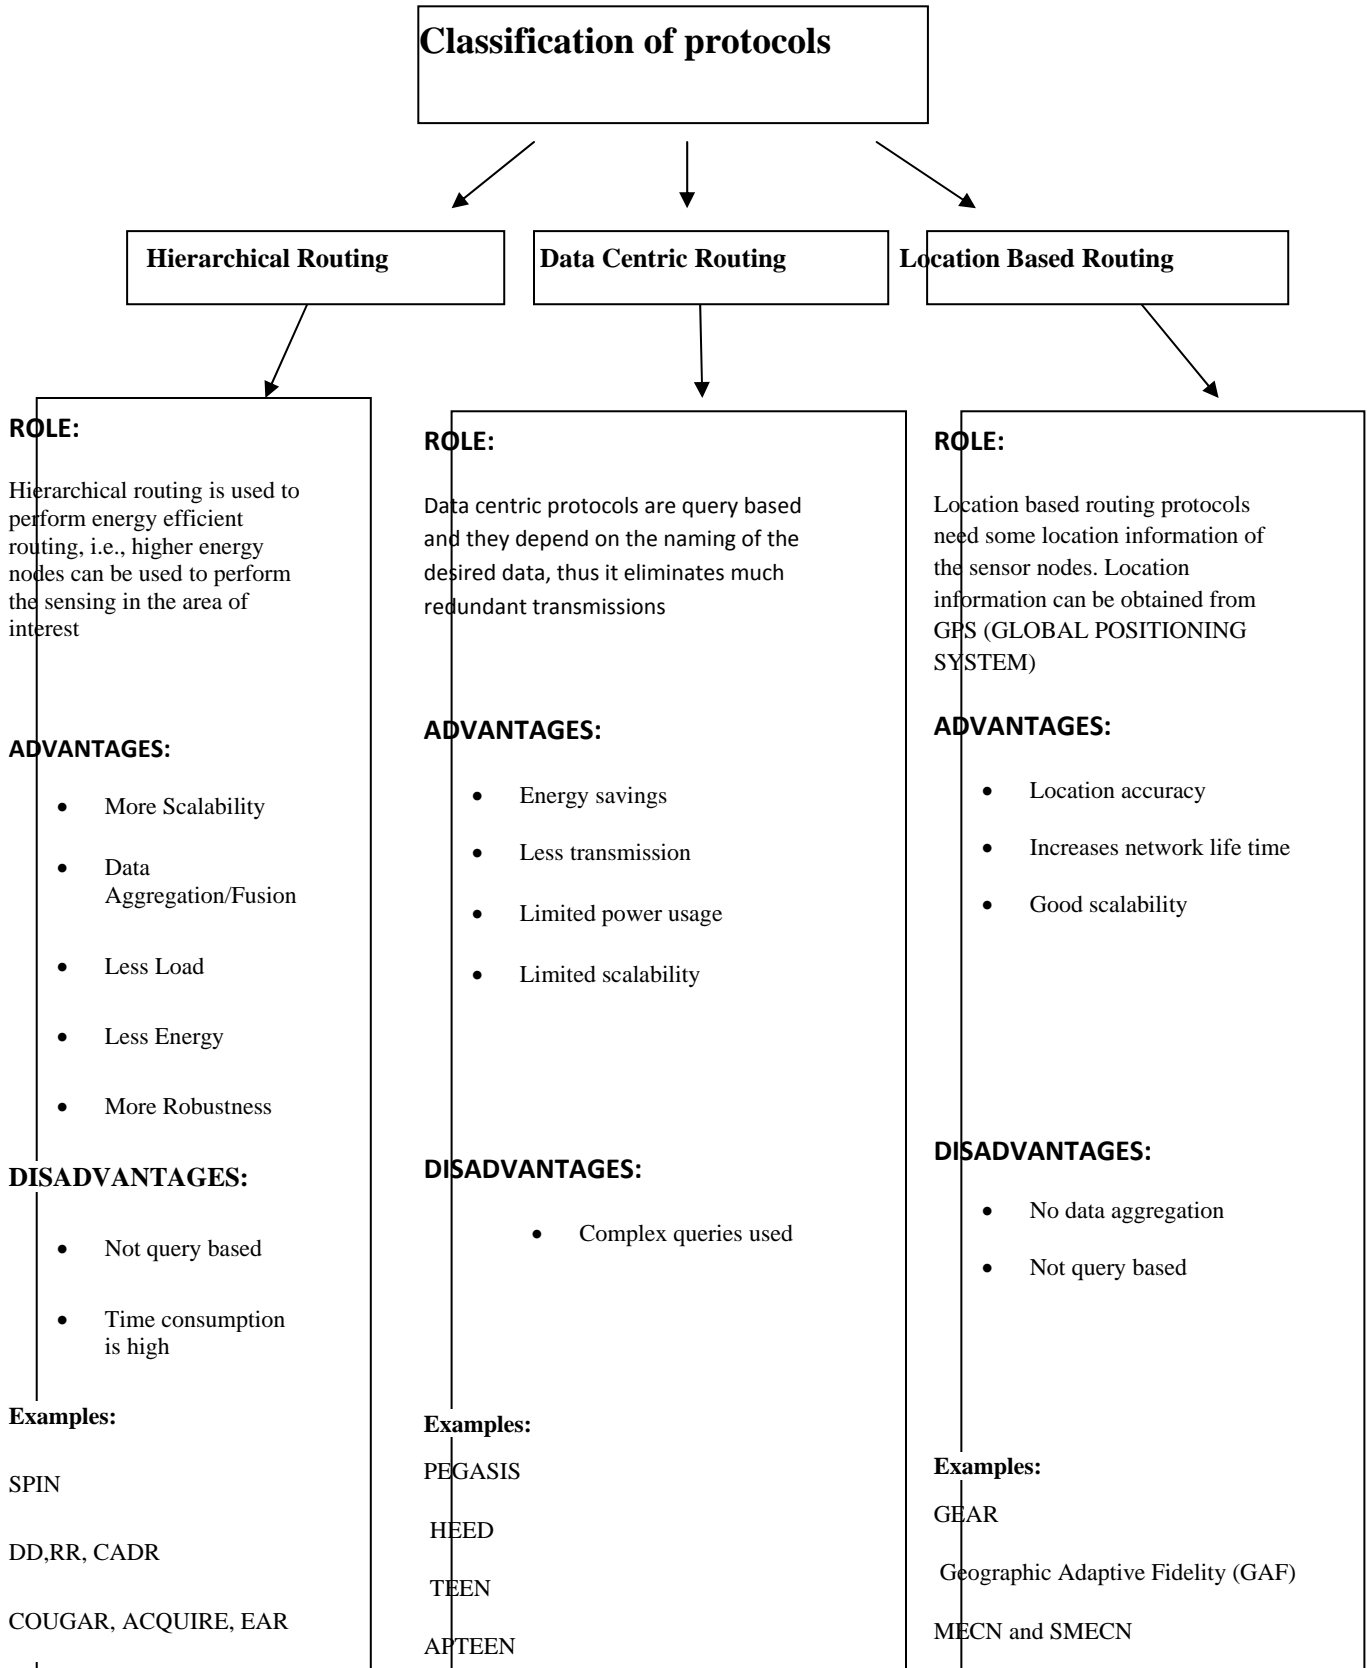 Classification of protocols
Hierarchical Routing
Data Centric Routing
Location Based Routing
ROLE:
Hierarchical routing is used to
perform energy efficient
routing, i.e., higher energy
nodes can be used to perform
the sensing in the area of
interest
ADVANTAGES:
• More Scalability
• Data
Aggregation/Fusion
• Less Load
• Less Energy
• More Robustness
DISADVANTAGES:
• Not query based
• Time consumption
is high
Examples:
SPIN
DD,RR, CADR
COUGAR, ACQUIRE, EAR
ROLE:
Data centric protocols are query based
and they depend on the naming of the
desired data, thus it eliminates much
redundant transmissions
ADVANTAGES:
• Energy savings
• Less transmission
• Limited power usage
• Limited scalability
DISADVANTAGES:
• Complex queries used
Examples:
PEGASIS
HEED
TEEN
APTEEN
ROLE:
Location based routing protocols
need some location information of
the sensor nodes. Location
information can be obtained from
GPS (GLOBAL POSITIONING
SYSTEM)
ADVANTAGES:
• Location accuracy
• Increases network life time
• Good scalability
DISADVANTAGES:
• No data aggregation
• Not query based
Examples:
GEAR
Geographic Adaptive Fidelity (GAF)
MECN and SMECN